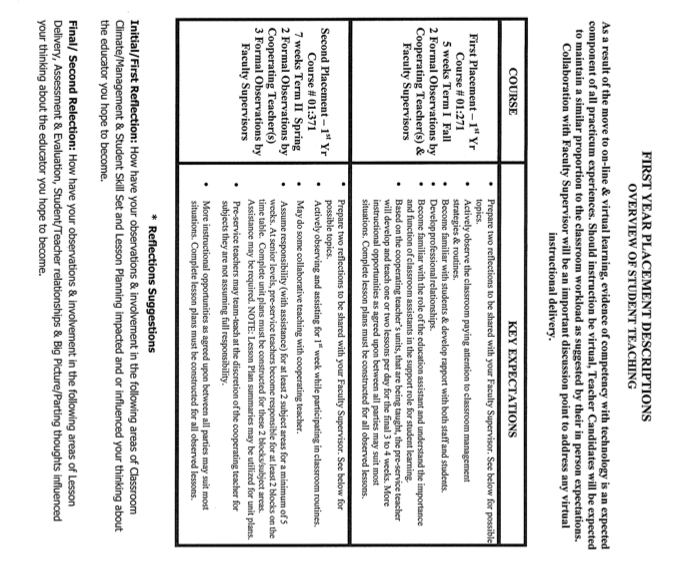 FIRST YEAR PLACEMENT DESCRIPTIONS
OVERVIEW OF STUDENT TEACHING
As a result of the move to on-line & virtual learning, evidence of competency with technology is an expected
component of all practicum experiences. Should instruction be virtual, Teacher Candidates will be expected
to maintain a similar proportion to the classroom workload as suggested by their in person expectations.
Collaboration with Faculty Supervisor will be an important discussion point to address any virtual
instructional delivery.
COURSE
KEY EXPECTATIONS
First Placement – 1st Yr
Course # 01:271
5 weeks Term I Fall
2 Formal Observations by
Cooperating Teacher(s) &
Faculty Supervisors
• Prepare two reflections to be shared with your Faculty Supervisor. See below for possible
topics.
• Actively observe the classroom paying attention to classroom management
strategies & routines.
• Become familiar with students & develop rapport with both staff and students.
• Develop professional relationships.
• Become familiar with the role of the education assistant and understand the importance
and function of classroom assistants in the support role for student learning.
• Based on the cooperating teacher's units, that are being taught, the pre-service teacher
will develop and teach one or two lessons per day for the final 3 to 4 weeks. More
instructional opportunities as agreed upon between all parties may suit most
situations. Complete lesson plans must be constructed for all observed lessons.
Second Placement – 1st Yr
Course # 01:371
7 weeks Term II Spring
2 Formal Observations by
Cooperating Teacher(s)
3 Formal Observations by
Faculty Supervisors
• Prepare two reflections to be shared with your Faculty Supervisor. See below for
possible topics.
• Actively observing and assisting for 1st week while participating in classroom routines.
• May do some collaborative teaching with cooperating teacher.
• Assume responsibility (with assistance) for at least 2 subject areas for a minimum of 5
weeks. At senior levels, pre-service teachers become responsible for at least 2 blocks on the
time table. Complete unit plans must be constructed for these 2 blocks/subject areas.
Assistance may be required. NOTE: Lesson Plan summaries may be utilized for unit plans.
• Pre-service teachers may team-teach at the discretion of the cooperating teacher for
subjects they are not assuming full responsibility.
• More instructional opportunities as agreed upon between all parties may suit most
situations. Complete lesson plans must be constructed for all observed lessons.
* Reflections Suggestions
Initial/First Reflection: How have your observations & involvement in the following areas of Classroom
Climate/Management & Student Skill Set and Lesson Planning impacted and or influenced your thinking about
the educator you hope to become.
Final/ Second Relection: How have your observations & involvement in the following areas of Lesson
Delivery, Assessment & Evaluation, Student/Teacher relationships & Big Picture/Parting thoughts influenced
your thinking about the educator you hope to become.